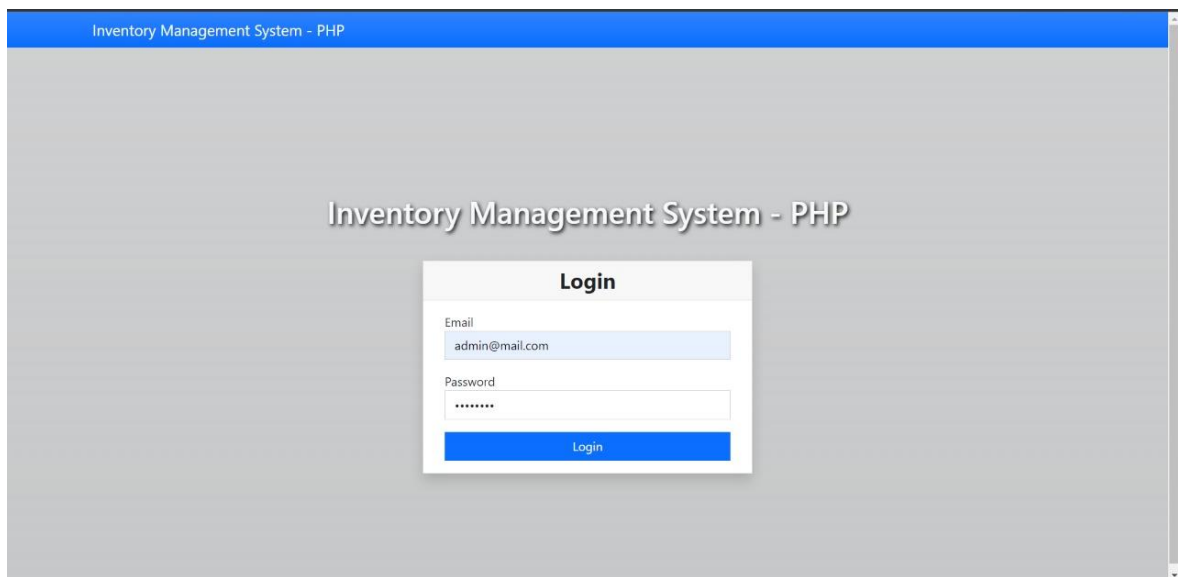 Inventory Management System - PHP
Inventory Management System - PHP
Login
Email
admin@mail.com
Password
••••••••
Login